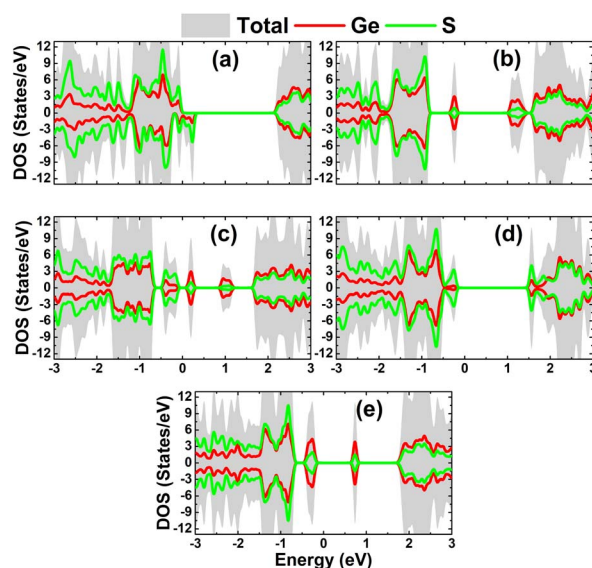 Total Ge S
12 9 6 3 0 -3 -6 -9 -12
DOS (States/eV)
(a)
12 9 6 3 0 -3 -6 -9 -12
(b)
12 9 6 3 0 -3 -6 -9 -12
DOS (States/eV)
(c)
-3 -2 -1 0 1 2 3
12 9 6 3 0 -3 -6 -9 -12
(d)
-3 -2 -1 0 1 2 3
12 9 6 3 0 -3 -6 -9 -12
DOS (States/eV)
(e)
-3 -2 -1 0 1 2 3
Energy (eV)